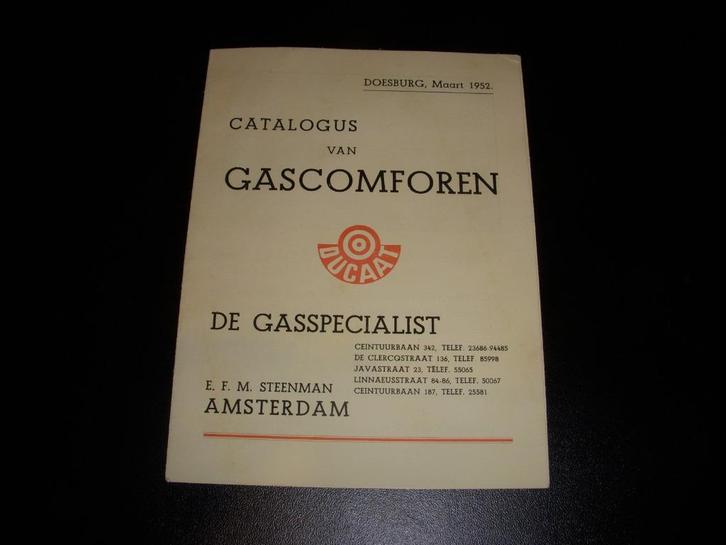 DOESBURG, Maart 1952.
CATALOGUS
VAN
GASCOMFOREN
DUCAAT
DE GASSPECIALIST
CEINTUURBAAN 342, TELEF. 23686-94485
DE CLERCQSTRAAT 136, TELEF. 85998
JAVASTRAAT 23, TELEF. 55065
LINNAEUSSTRAAT 84-86, TELEF. 50067
CEINTUURBAAN 187, TELEF. 25581
E. F. M. STEENMAN
AMSTERDAM